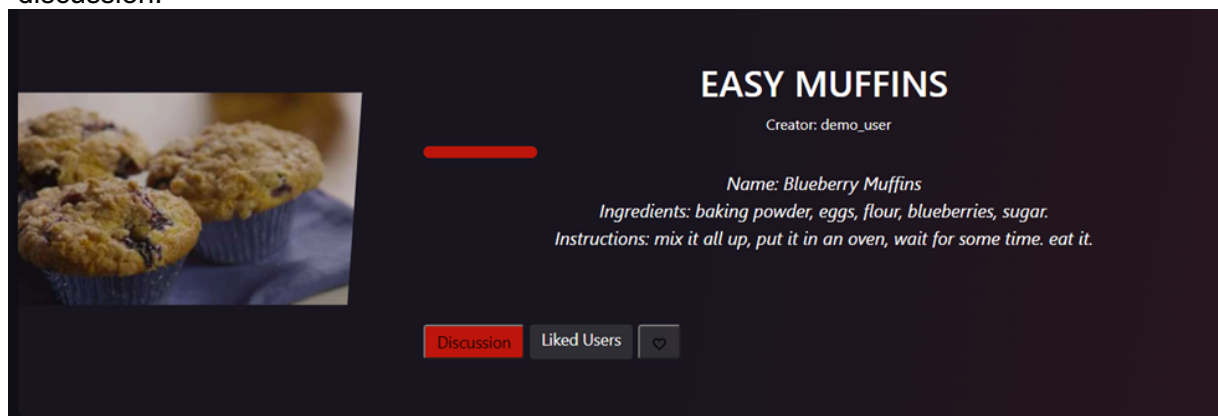 discussion.
EASY MUFFINS
Creator: demo_user
Name: Blueberry Muffins
Ingredients: baking powder, eggs, flour, blueberries, sugar.
Instructions: mix it all up, put it in an oven, wait for some time. eat it.
Discussion Liked Users